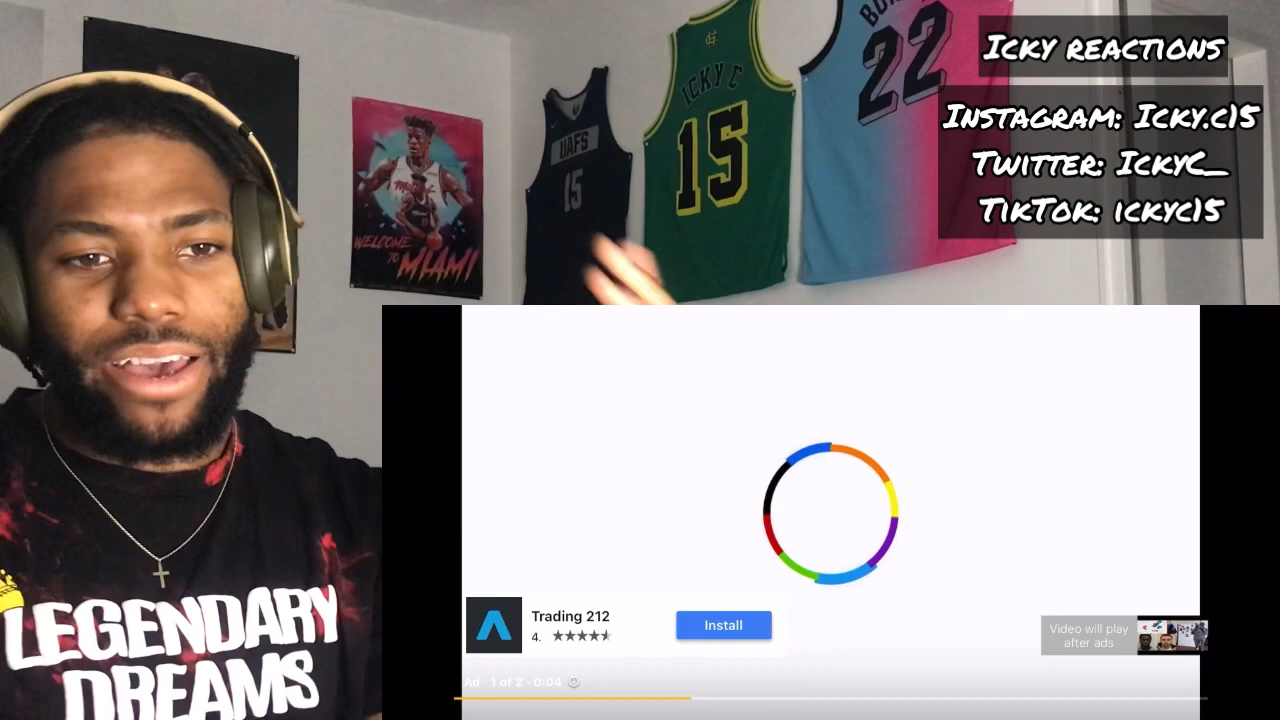 Icky reactions
Instagram: Icky.c15
Twitter: IckyC_
TikTok: ickyc15
22
ICKY C
15
UAFS
15
WELCOME
TO
MIAMI
LEGENDARY
DREAMS
Trading 212
4.
Install
Video will play
after ads
Ad · 1 of 2 · 0:04